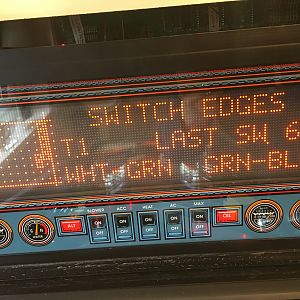 SWITCH EDGES
T1 LAST SW 6
WHT-GRN GRN-BL
BLOWER ACC HEAT AC MAX
ALT ON ON ON ON ON
OFF OFF OFF OFF OFF